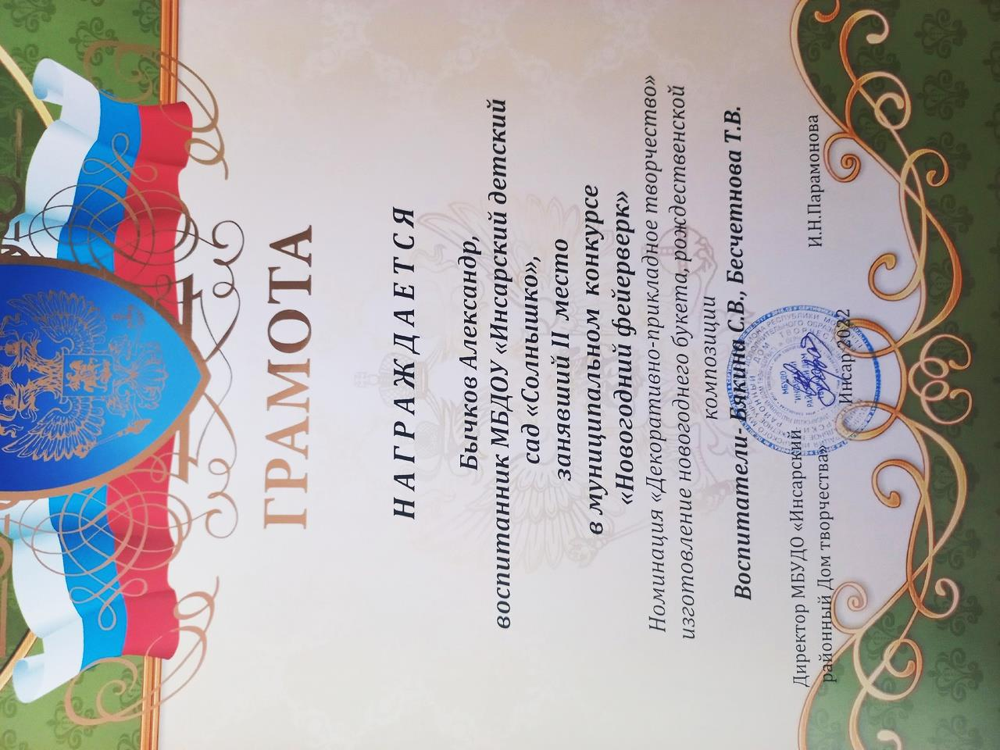 ГРАМОТА
НАГРАЖДАЕТСЯ
Бычков Александр,
воспитанник МБДОУ «Инсарский детский
сад «Солнышко»,
занявший II место
в муниципальном конкурсе
«Новогодний фейерверк»
Номинация «Декоративно-прикладное творчество»
изготовление новогоднего букета, рождественской
композиции
Воспитатели- Бякина С.В., Бесчетнова Т.В.
Директор МБУДО «Инсарский
районный Дом творчества»
И.Н.Парамонова
Инсар 2022